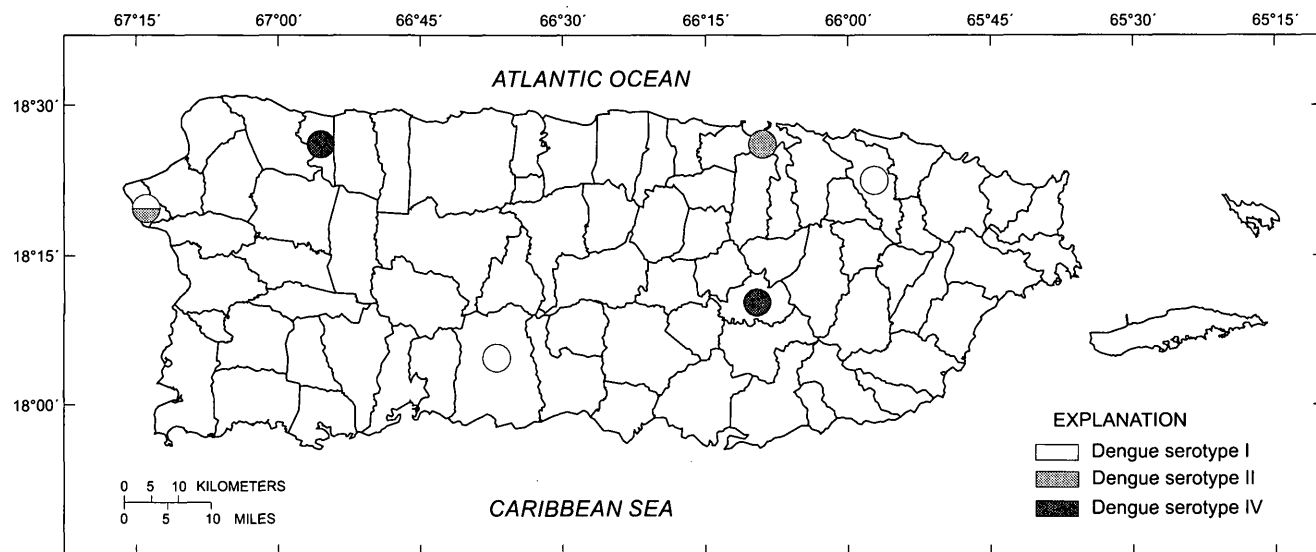 67°15´ 67°00´ 66°45´ 66°30´ 66°15´ 66°00´ 65°45´ 65°30´ 65°15´
ATLANTIC OCEAN
18°30´
18°15´
18°00´
EXPLANATION
Dengue serotype I
Dengue serotype II
Dengue serotype IV
0 5 10 KILOMETERS
0 5 10 MILES
CARIBBEAN SEA